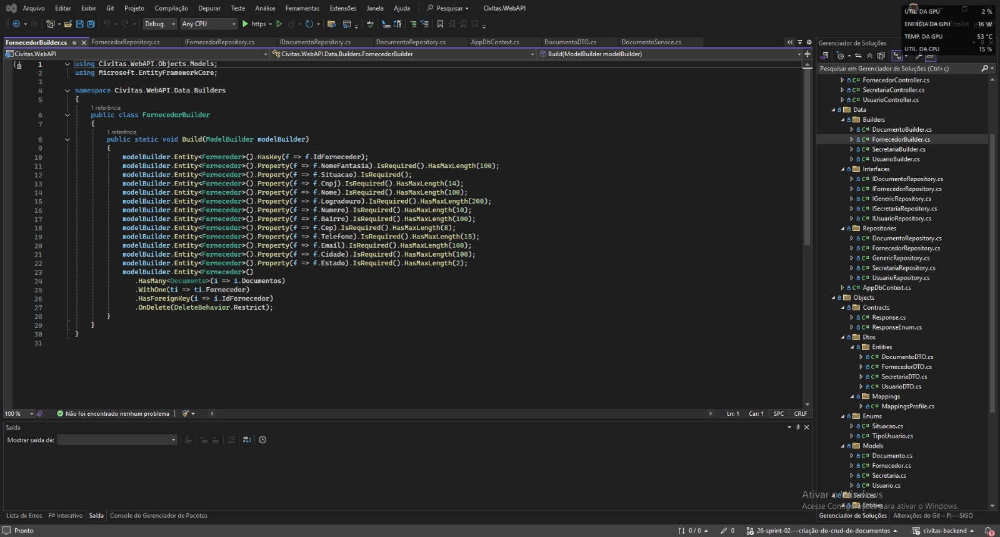 Arquivo Editar Exibir Git Projeto Compilação Depurar Teste Análise Ferramentas Extensões Janela Ajuda Pesquisar Civitas.WebAPI
UTIL DA GPU 2 %
ENERGIA DA GPU 16 W
TEMP. DA GPU 53 °C
UTIL DA CPU 15 %
Debug Any CPU https
FornecedorBuilder.cs FornecedorRepository.cs IFornecedorRepository.cs IDocumentoRepository.cs DocumentoRepository.cs AppDbContext.cs DocumentoDTO.cs DocumentoService.cs
Civitas.WebAPI Civitas.WebAPI.Data.Builders.FornecedorBuilder Build(ModelBuilder modelBuilder)
1 using Civitas.WebAPI.Objects.Models;
2 using Microsoft.EntityFrameworkCore;
3
4 namespace Civitas.WebAPI.Data.Builders
5 {
1 referência
6 public class FornecedorBuilder
7 {
1 referência
8 public static void Build(ModelBuilder modelBuilder)
9 {
10 modelBuilder.Entity<Fornecedor>().HasKey(f => f.IdFornecedor);
11 modelBuilder.Entity<Fornecedor>().Property(f => f.NomeFantasia).IsRequired().HasMaxLength(100);
12 modelBuilder.Entity<Fornecedor>().Property(f => f.Situacao).IsRequired();
13 modelBuilder.Entity<Fornecedor>().Property(f => f.Cnpj).IsRequired().HasMaxLength(14);
14 modelBuilder.Entity<Fornecedor>().Property(f => f.Nome).IsRequired().HasMaxLength(100);
15 modelBuilder.Entity<Fornecedor>().Property(f => f.Logradouro).IsRequired().HasMaxLength(200);
16 modelBuilder.Entity<Fornecedor>().Property(f => f.Numero).IsRequired().HasMaxLength(10);
17 modelBuilder.Entity<Fornecedor>().Property(f => f.Bairro).IsRequired().HasMaxLength(100);
18 modelBuilder.Entity<Fornecedor>().Property(f => f.Cep).IsRequired().HasMaxLength(8);
19 modelBuilder.Entity<Fornecedor>().Property(f => f.Telefone).IsRequired().HasMaxLength(15);
20 modelBuilder.Entity<Fornecedor>().Property(f => f.Email).IsRequired().HasMaxLength(100);
21 modelBuilder.Entity<Fornecedor>().Property(f => f.Cidade).IsRequired().HasMaxLength(100);
22 modelBuilder.Entity<Fornecedor>().Property(f => f.Estado).IsRequired().HasMaxLength(2);
23 modelBuilder.Entity<Fornecedor>()
24 .HasMany<Documento>(i => i.Documentos)
25 .WithOne(ti => ti.Fornecedor)
26 .HasForeignKey(i => i.IdFornecedor)
27 .OnDelete(DeleteBehavior.Restrict);
28 }
29 }
30 }
31
100 % Não foi encontrado nenhum problema Ln: 1 Car: 1 SPC CRLF
Saída
Mostrar saída de:
Lista de Erros F# Interativo Saída Console do Gerenciador de Pacotes
Gerenciador de Soluções
Pesquisar em Gerenciador de Soluções (Ctrl+ç)
C# FornecedorController.cs
C# SecretariaController.cs
C# UsuarioController.cs
Data
Builders
C# DocumentoBuilder.cs
C# FornecedorBuilder.cs
C# SecretariaBuilder.cs
C# UsuarioBuilder.cs
Interfaces
C# IDocumentoRepository.cs
C# IFornecedorRepository.cs
C# IGenericRepository.cs
C# ISecretariaRepository.cs
C# IUsuarioRepository.cs
Repositories
C# DocumentoRepository.cs
C# FornecedorRepository.cs
C# GenericRepository.cs
C# SecretariaRepository.cs
C# UsuarioRepository.cs
C# AppDbContext.cs
Objects
Contracts
C# Response.cs
C# ResponseEnum.cs
Dtos
Entities
C# DocumentoDTO.cs
C# FornecedorDTO.cs
C# SecretariaDTO.cs
C# UsuarioDTO.cs
Mappings
C# MappingsProfile.cs
Enums
C# Situacao.cs
C# TipoUsuario.cs
Models
C# Documento.cs
C# Fornecedor.cs
C# Secretaria.cs
C# Usuario.cs
Services
Entities
Ativar o Windows
Acesse Configurações para ativar o Windows.
Gerenciador de Soluções Alterações do Git – PI---SIGO
Pronto 0 / 0 0 26-sprint-02---criação-do-crud-de-documentos civitas-backend 1